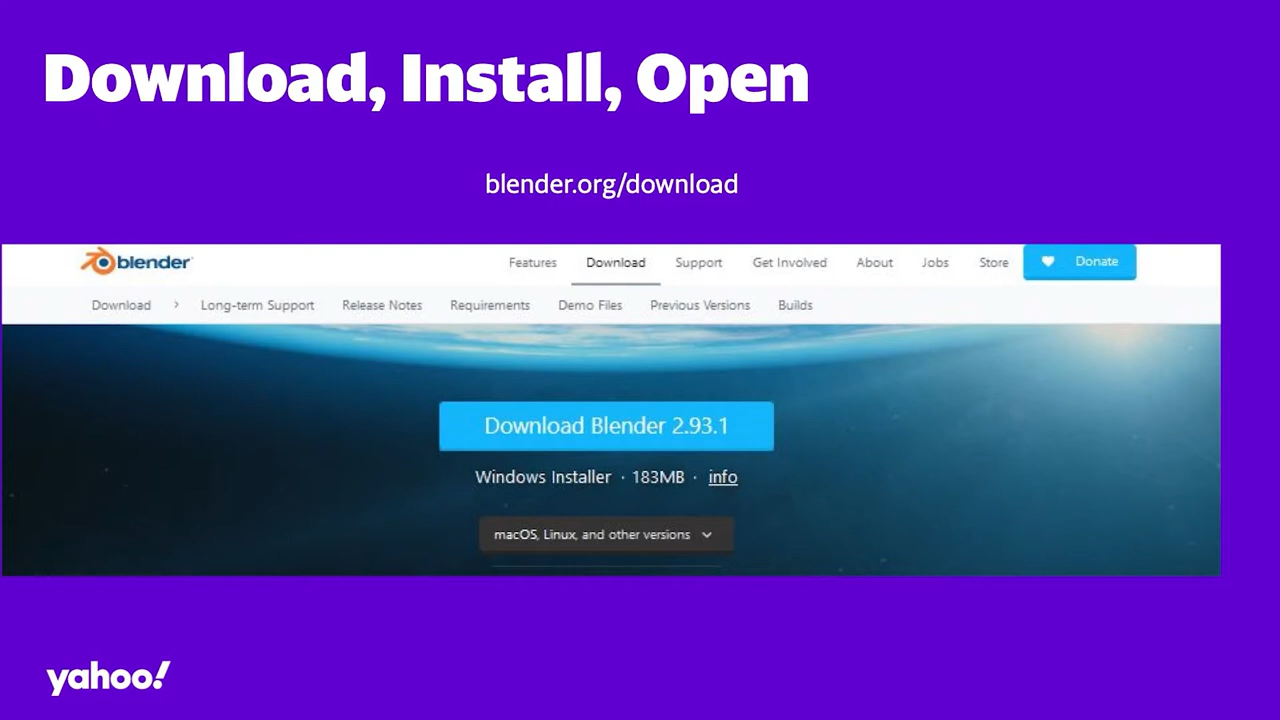 Download, Install, Open
blender.org/download
blender Features Download Support Get Involved About Jobs Store Donate
Download > Long-term Support Release Notes Requirements Demo Files Previous Versions Builds
Download Blender 2.93.1
Windows Installer · 183MB · info
macOS, Linux, and other versions
yahoo!